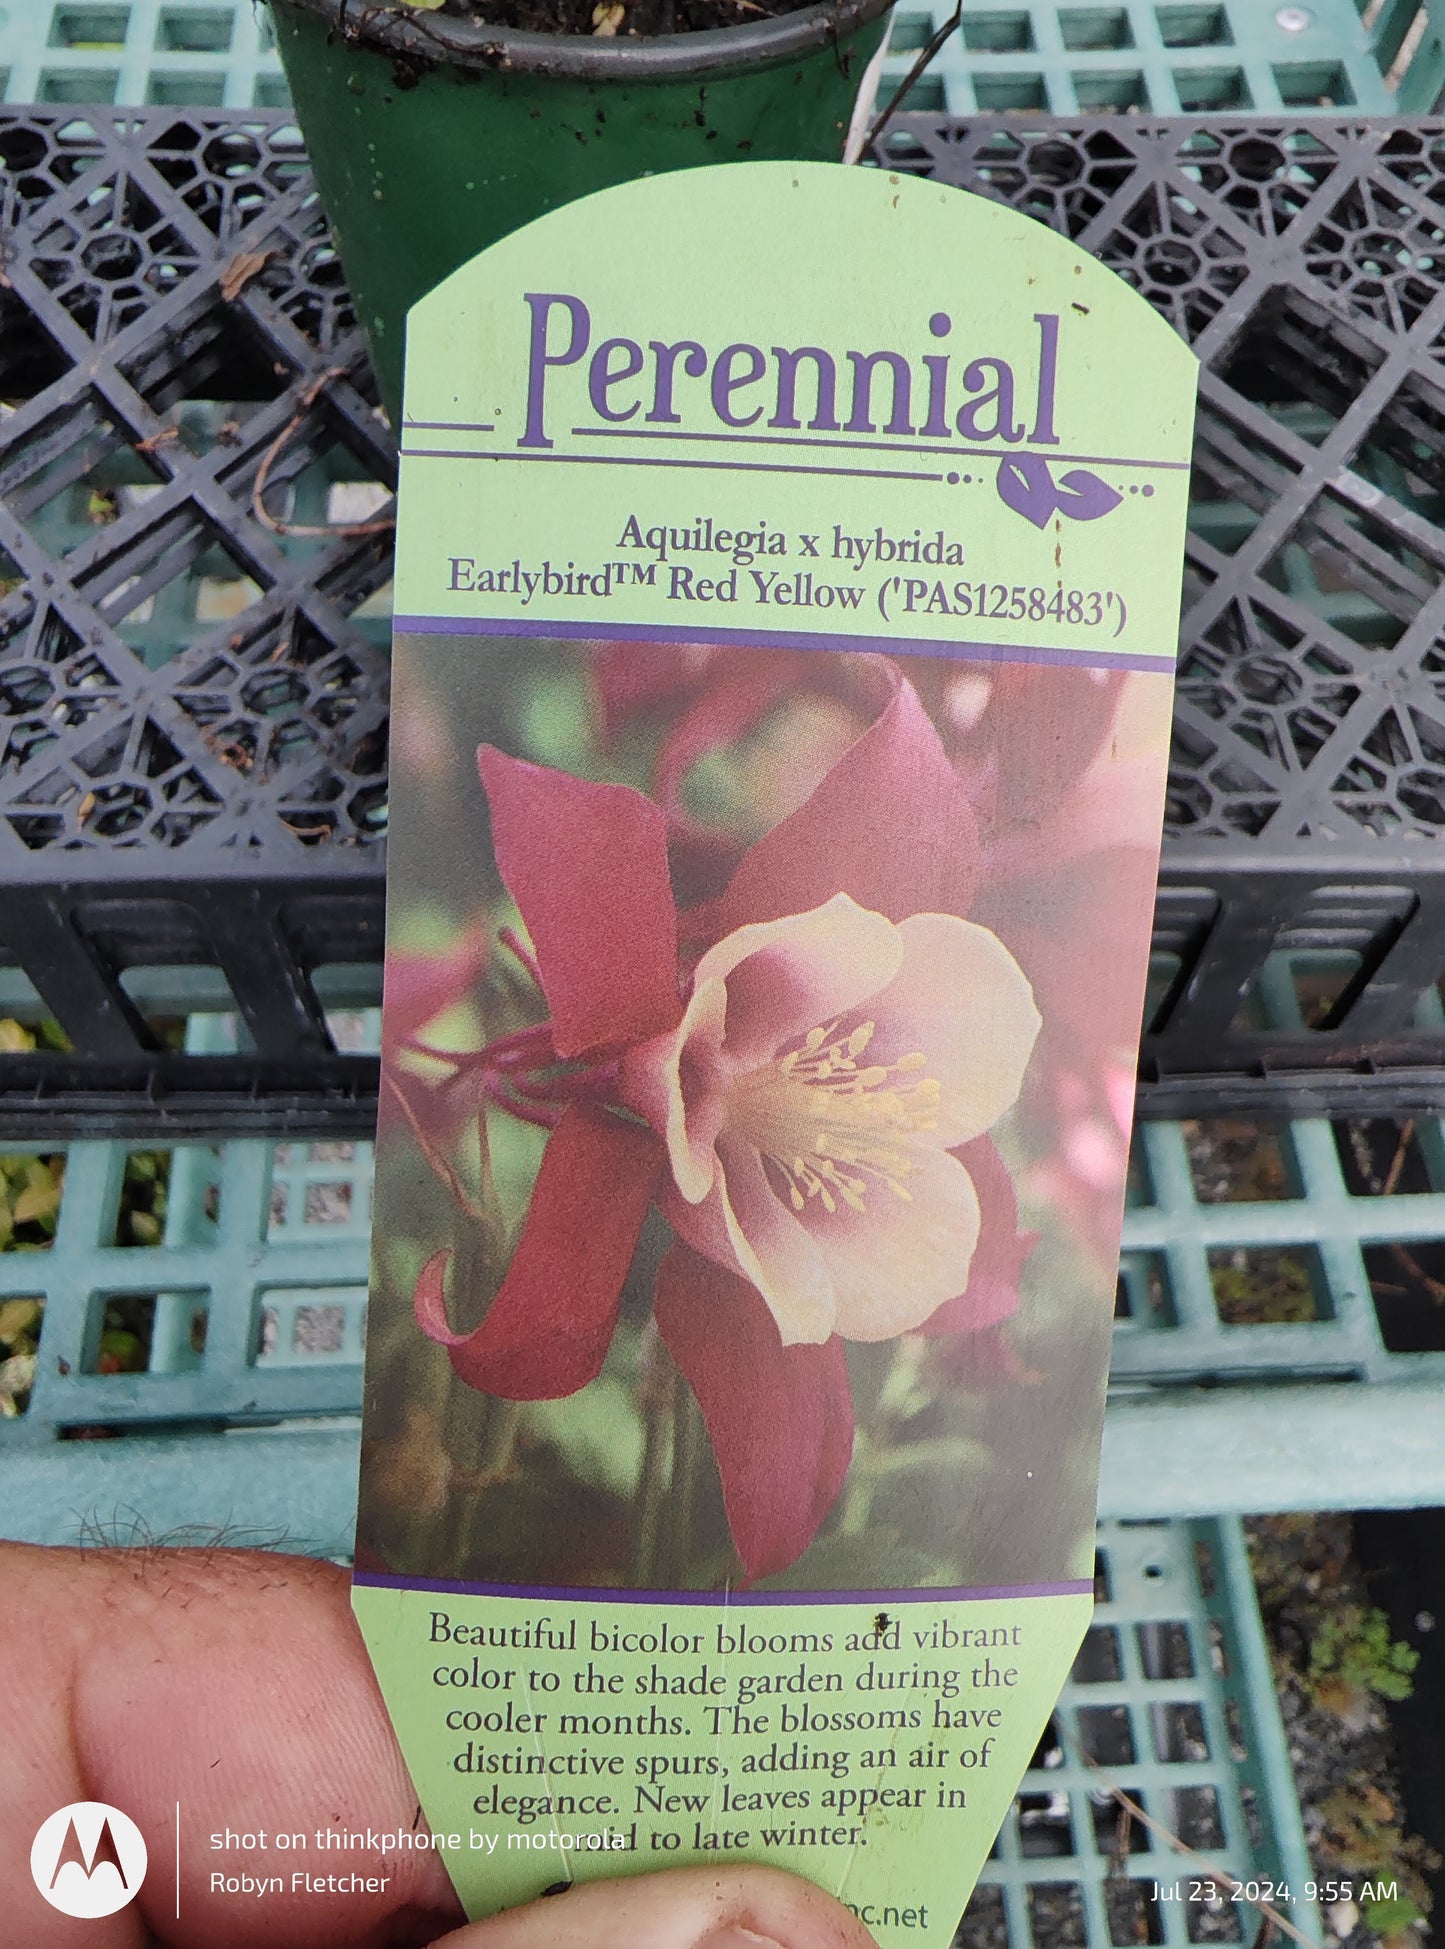 Perennial
Aquilegia x hybrida
Earlybird™ Red Yellow ('PAS1258483')
Beautiful bicolor blooms add vibrant
color to the shade garden during the
cooler months. The blossoms have
distinctive spurs, adding an air of
elegance. New leaves appear in
mid to late winter.
nc.net
shot on thinkphone by motorola
Robyn Fletcher
Jul 23, 2024, 9:55 AM